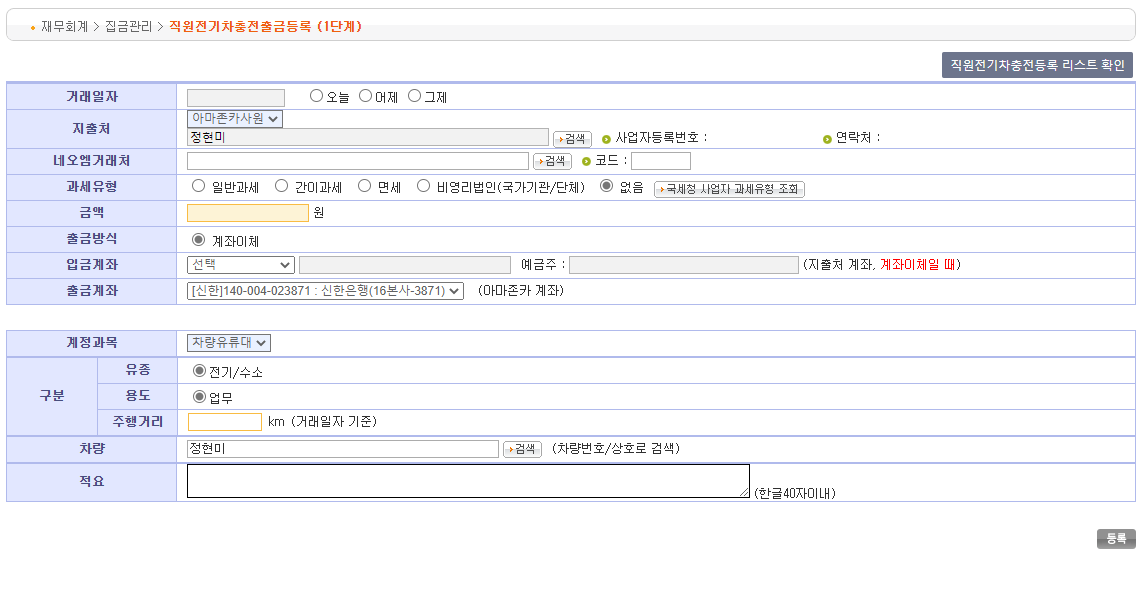 재무회계 > 집금관리 > 직원전기차충전출금등록 (1단계)
직원전기차충전등록 리스트 확인
거래일자 오늘 어제 그제
지출처 아마존카사원
정현미 검색 사업자등록번호 : 연락처 :
네오엠거래처 검색 코드 :
과세유형 일반과세 간이과세 면세 비영리법인(국가기관/단체) 없음 국세청 사업자 과세유형 조회
금액 원
출금방식 계좌이체
입금계좌 선택 예금주 : (지출처 계좌, 계좌이체일 때)
출금계좌 [신한]140-004-023871 : 신한은행(16본사-3871) (아마존카 계좌)
계정과목 차량유류대
구분 유종 전기/수소
용도 업무
주행거리 km (거래일자 기준)
차량 정현미 검색 (차량번호/상호로 검색)
적요 (한글40자이내)
등록